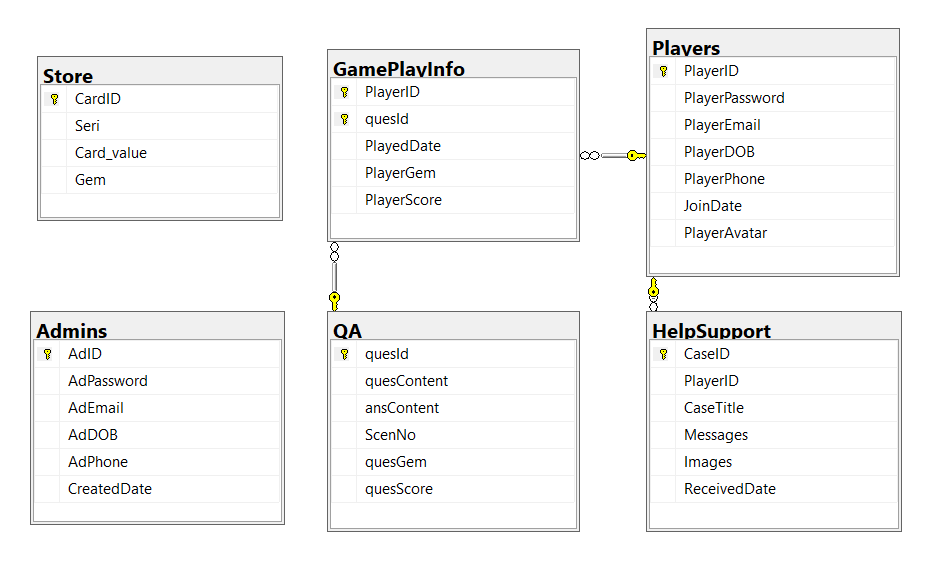 Store
CardID
Seri
Card_value
Gem
GamePlayInfo
PlayerID
quesId
PlayedDate
PlayerGem
PlayerScore
Players
PlayerID
PlayerPassword
PlayerEmail
PlayerDOB
PlayerPhone
JoinDate
PlayerAvatar
Admins
AdID
AdPassword
AdEmail
AdDOB
AdPhone
CreatedDate
QA
quesId
quesContent
ansContent
ScenNo
quesGem
quesScore
HelpSupport
CaseID
PlayerID
CaseTitle
Messages
Images
ReceivedDate